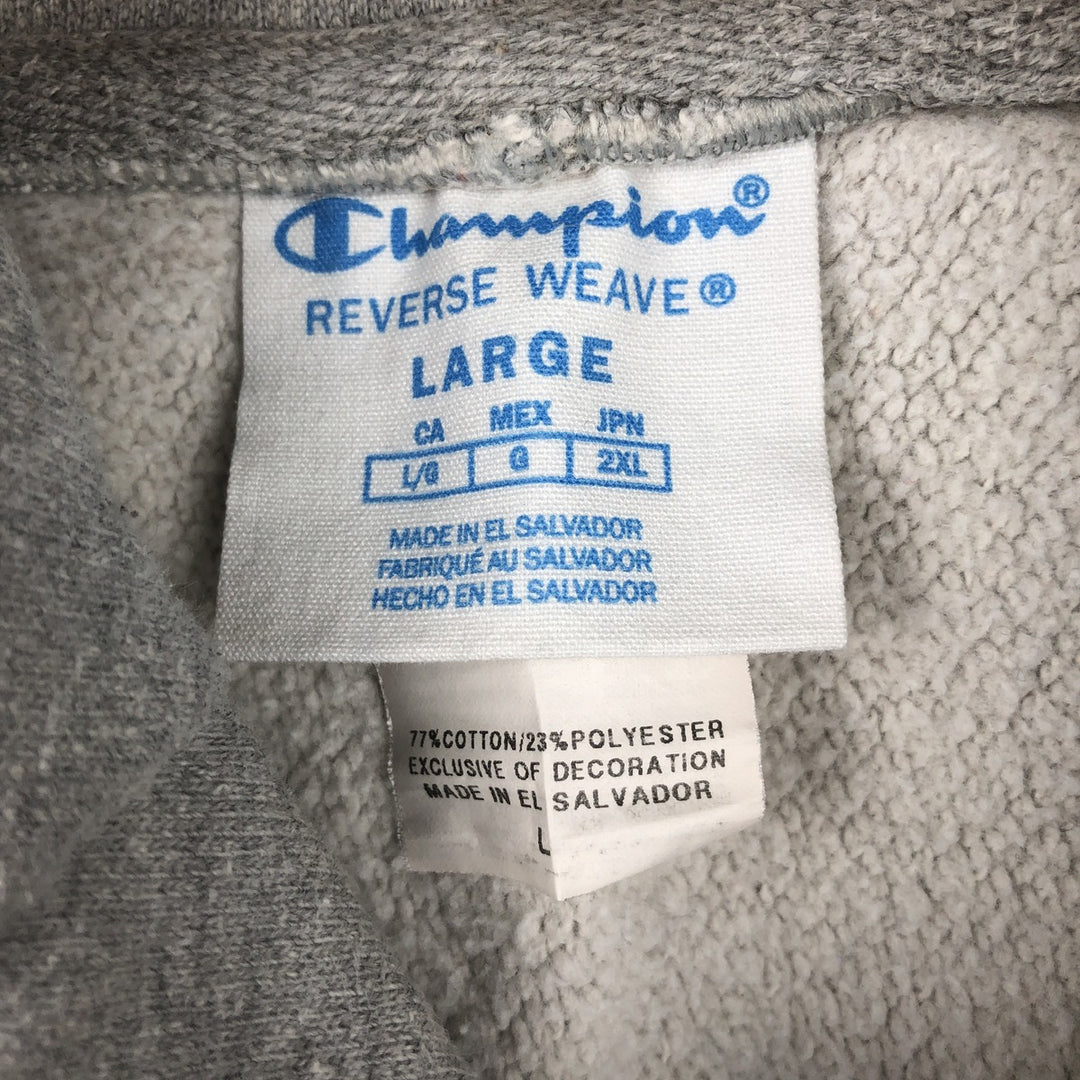 Champion®
REVERSE WEAVE®
LARGE
CA MEX JPN
L/G G 2XL
MADE IN EL SALVADOR
FABRIQUÉ AU SALVADOR
HECHO EN EL SALVADOR
77%COTTON/23%POLYESTER
EXCLUSIVE OF DECORATION
MADE IN EL SALVADOR
L